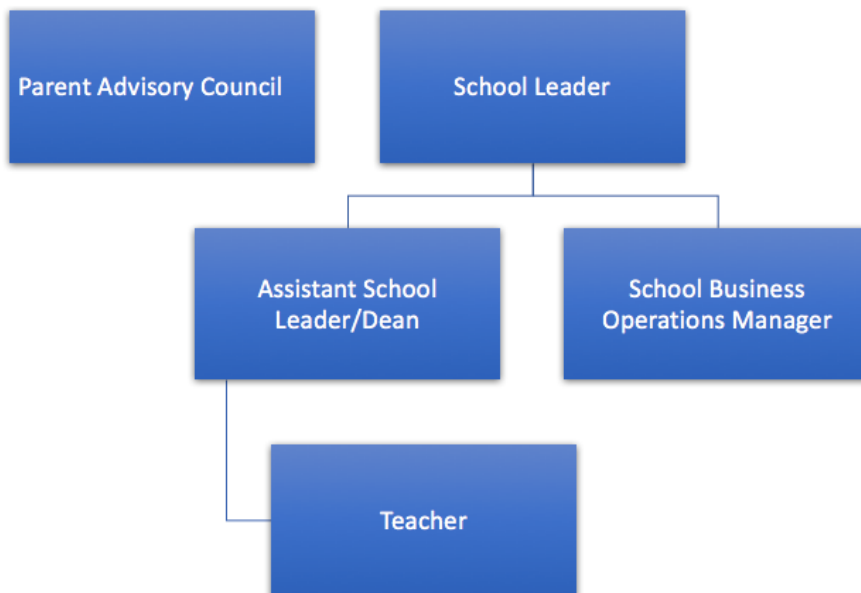 Parent Advisory Council
School Leader
Assistant School
Leader/Dean
School Business
Operations Manager
Teacher